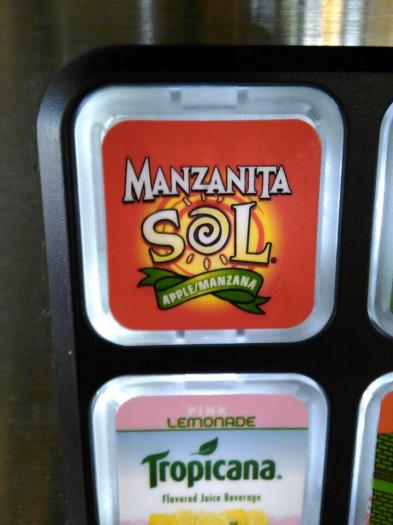 MANZANITA
SOL
APPLE/MANZANA
PINK
LEMONADE
Tropicana
Flavored Juice Beverage